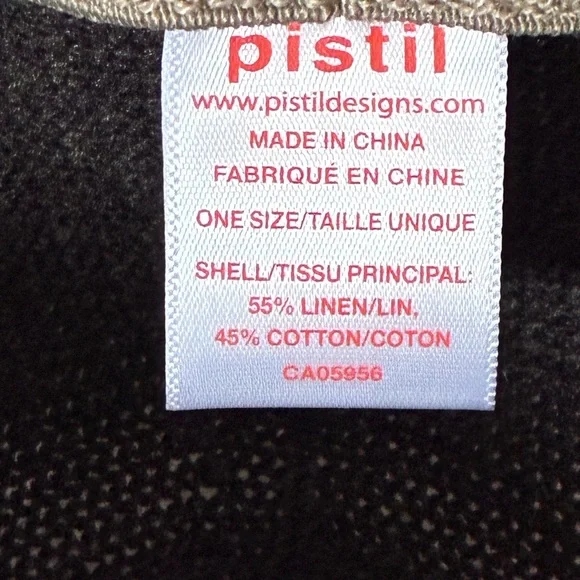 pistil
www.pistildesigns.com
MADE IN CHINA
FABRIQUÉ EN CHINE
ONE SIZE/TAILLE UNIQUE
SHELL/TISSU PRINCIPAL:
55% LINEN/LIN,
45% COTTON/COTON
CA05956